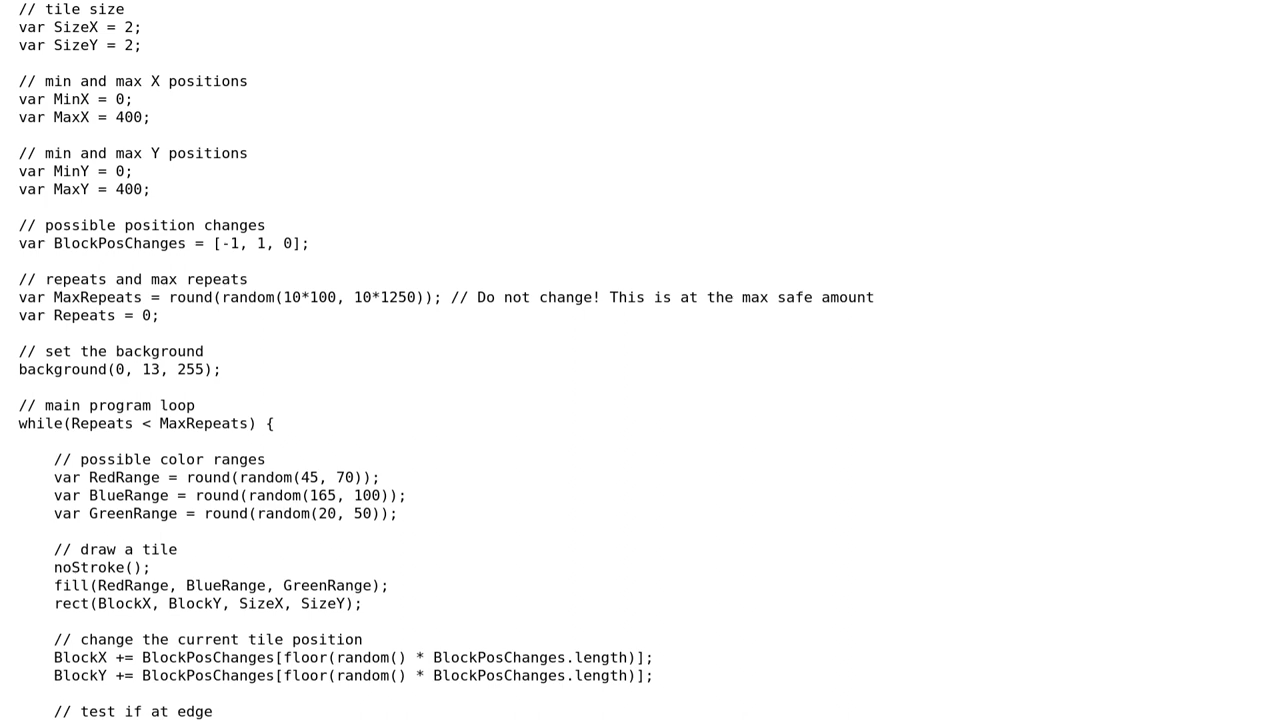 // tile size
var SizeX = 2;
var SizeY = 2;

// min and max X positions
var MinX = 0;
var MaxX = 400;

// min and max Y positions
var MinY = 0;
var MaxY = 400;

// possible position changes
var BlockPosChanges = [-1, 1, 0];

// repeats and max repeats
var MaxRepeats = round(random(10*100, 10*1250)); // Do not change! This is at the max safe amount
var Repeats = 0;

// set the background
background(0, 13, 255);

// main program loop
while(Repeats < MaxRepeats) {

    // possible color ranges
    var RedRange = round(random(45, 70));
    var BlueRange = round(random(165, 100));
    var GreenRange = round(random(20, 50));

    // draw a tile
    noStroke();
    fill(RedRange, BlueRange, GreenRange);
    rect(BlockX, BlockY, SizeX, SizeY);

    // change the current tile position
    BlockX += BlockPosChanges[floor(random() * BlockPosChanges.length)];
    BlockY += BlockPosChanges[floor(random() * BlockPosChanges.length)];

    // test if at edge